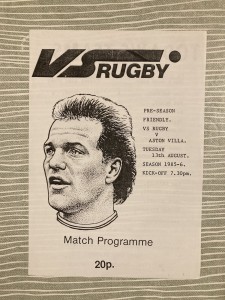 VS RUGBY
PRE-SEASON
FRIENDLY.
VS RUGBY
V
ASTON VILLA.
TUESDAY
13th AUGUST.
SEASON 1985-6.
KICK-OFF 7.30pm.
Match Programme
20p.